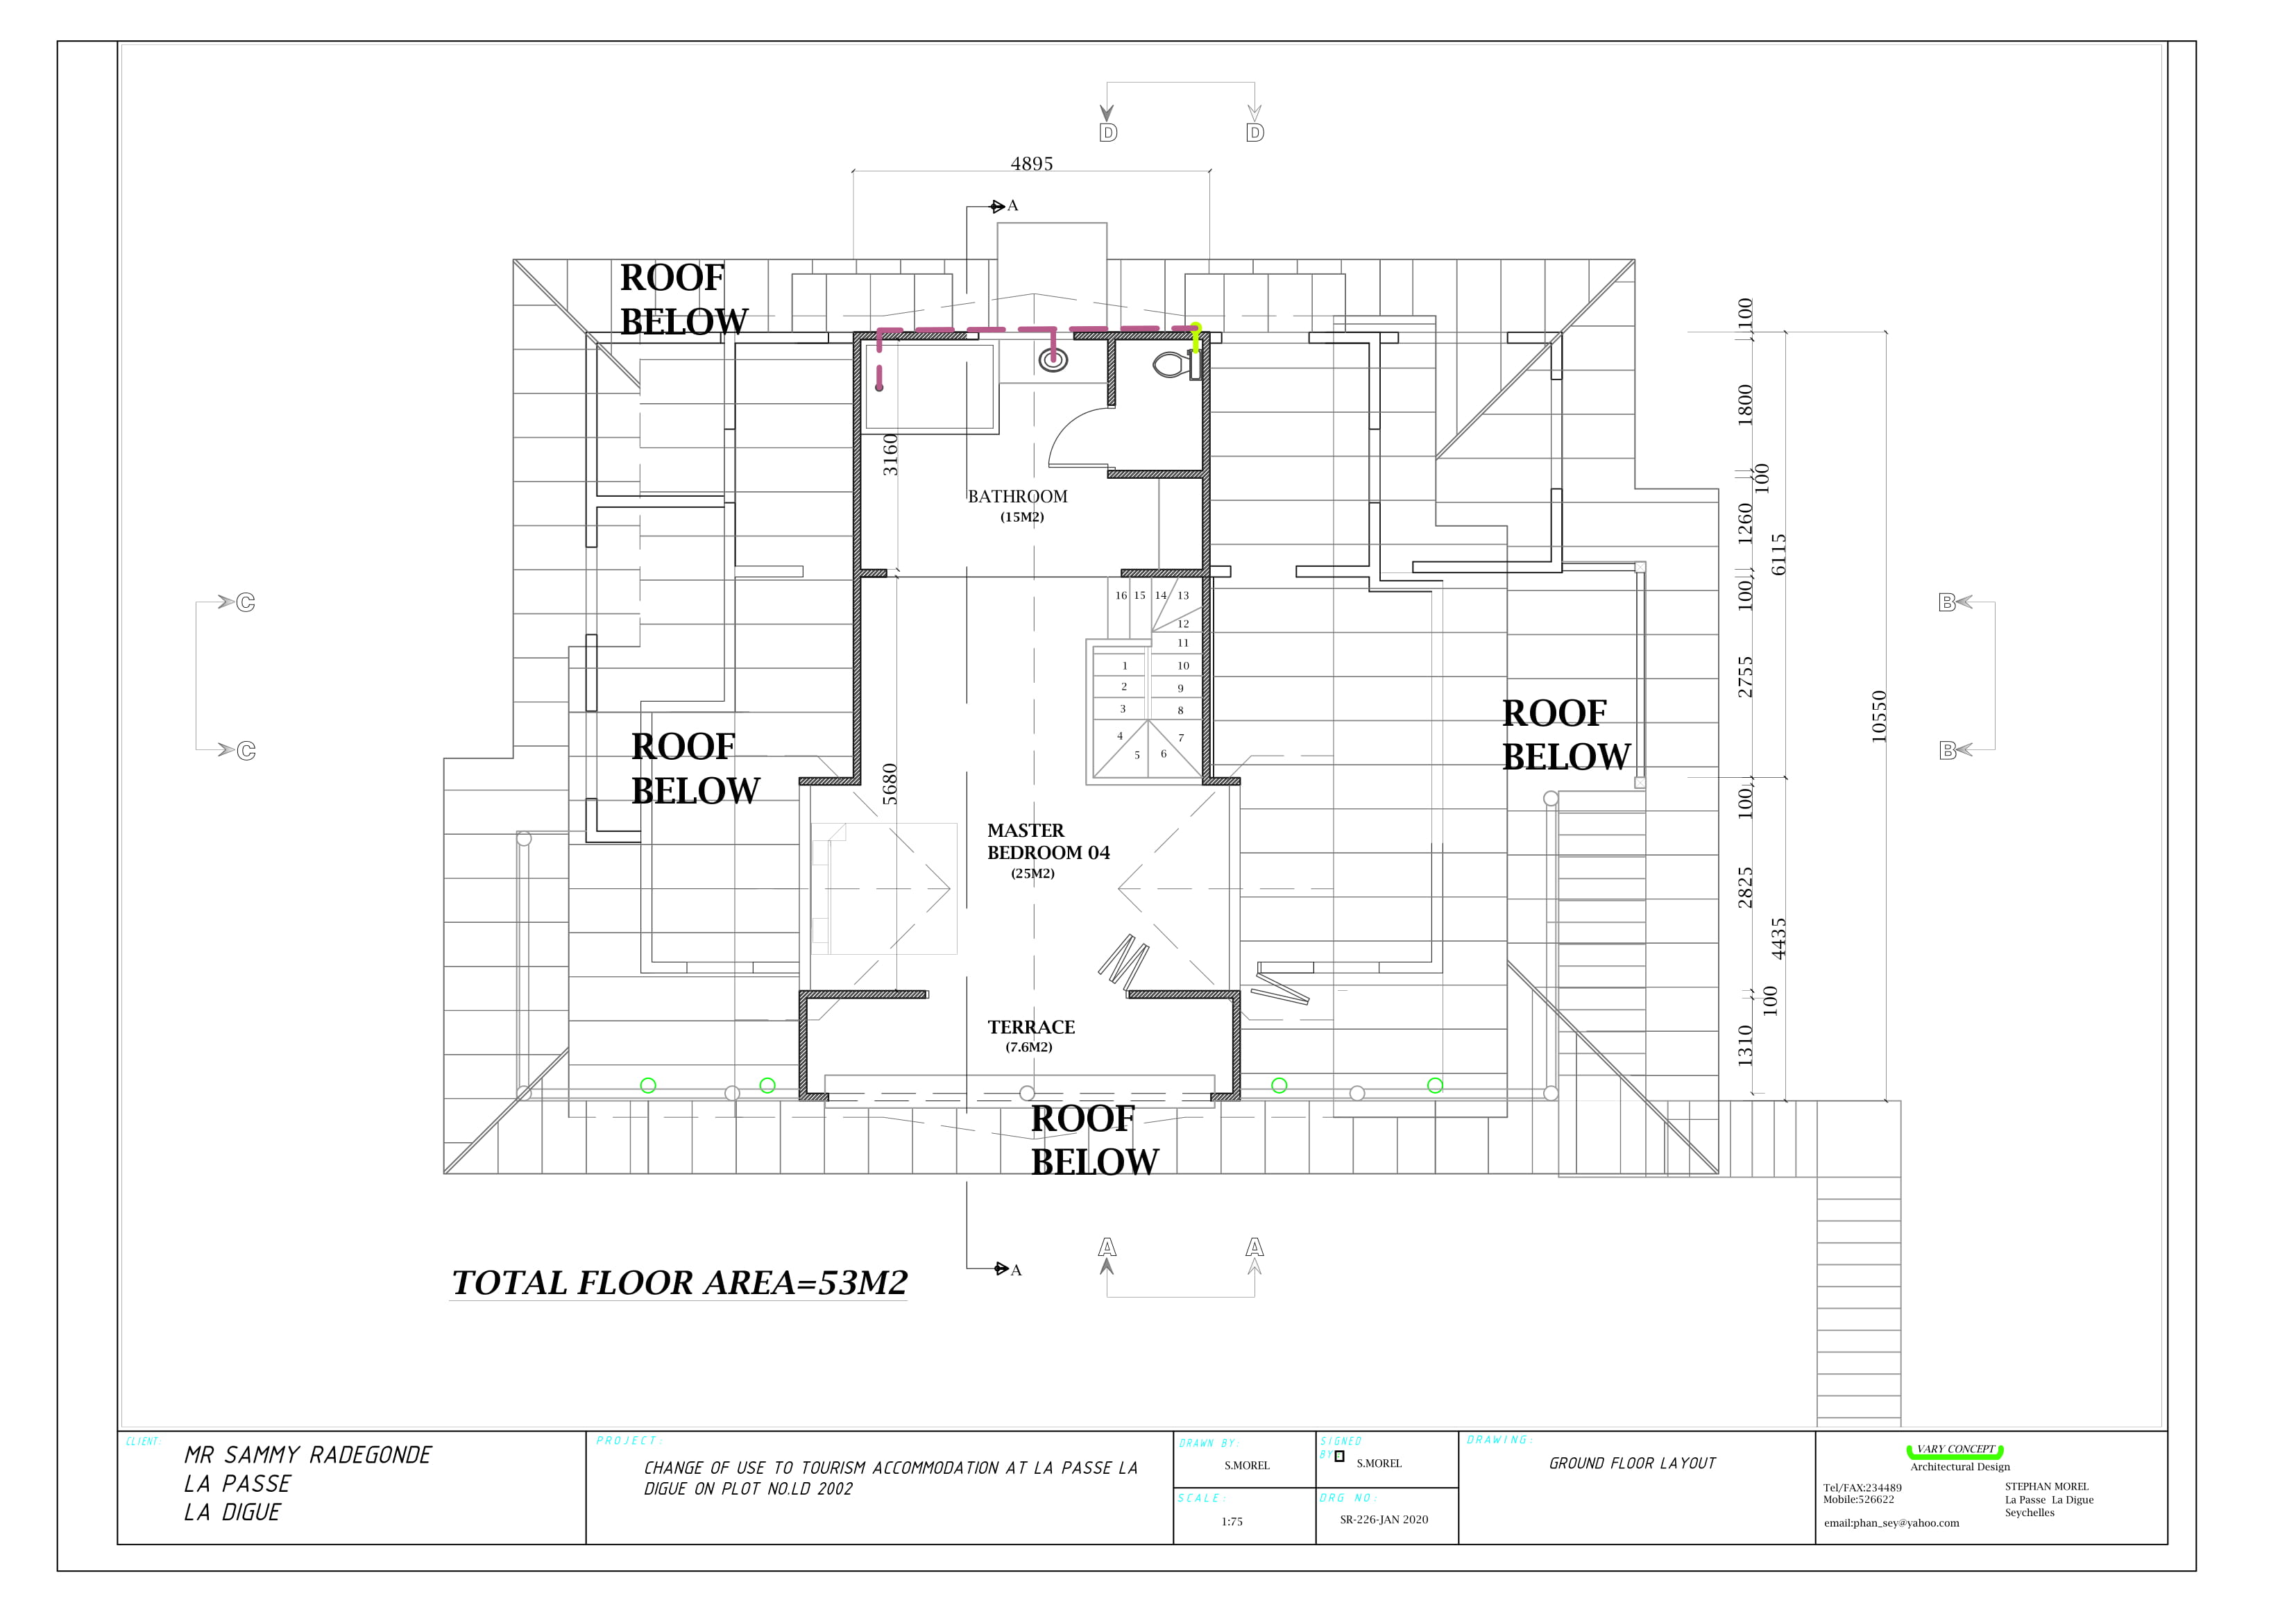 D
D
4895
A
ROOF
BELOW
100
1800
3160
100
BATHROOM
(15M2)
1260
6115
100
16
15
14
13
12
11
10
9
8
7
6
5
4
3
2
1
C
C
B
B
2755
10550
ROOF
BELOW
ROOF
BELOW
5680
100
MASTER
BEDROOM 04
(25M2)
2825
4435
100
TERRACE
(7.6M2)
1310
ROOF
BELOW
A
A
A
TOTAL FLOOR AREA=53M2
CLIENT:
MR SAMMY RADEGONDE
LA PASSE
LA DIGUE
PROJECT:
CHANGE OF USE TO TOURISM ACCOMMODATION AT LA PASSE LA
DIGUE ON PLOT NO.LD 2002
DRAWN BY:
S.MOREL
SIGNED
BY:
S.MOREL
SCALE:
1:75
DRG NO:
SR-226-JAN 2020
DRAWING:
GROUND FLOOR LAYOUT
VARY CONCEPT
Architectural Design
Tel/FAX:234489
Mobile:526622
email:phan_sey@yahoo.com
STEPHAN MOREL
La Passe La Digue
Seychelles